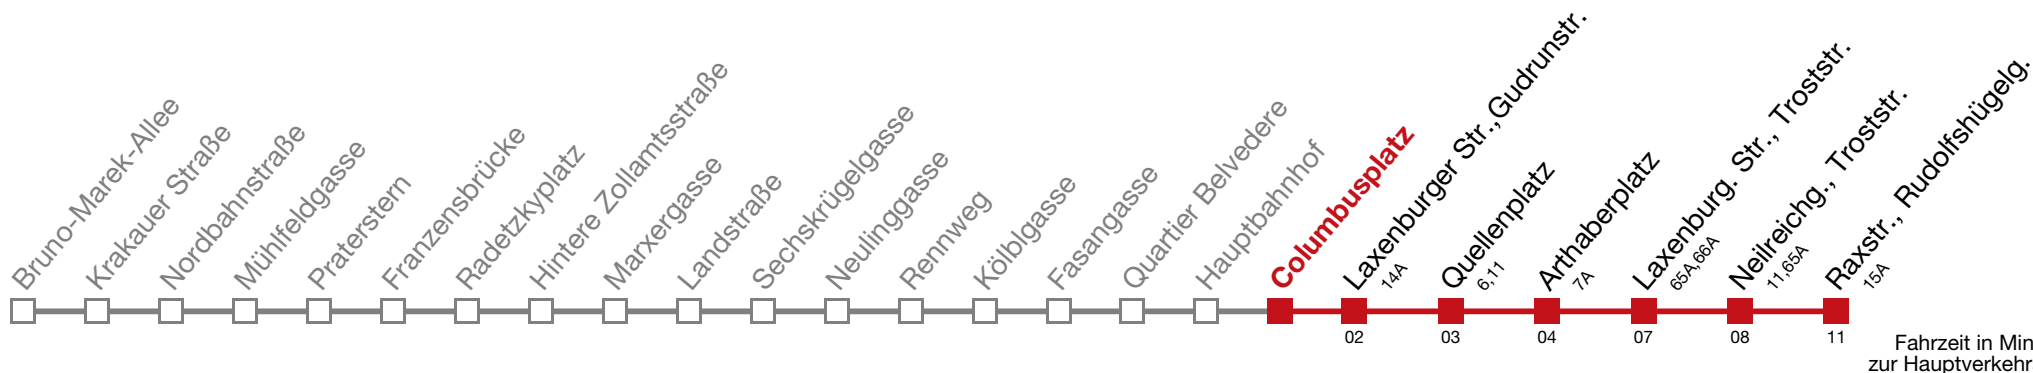 Bruno-Marek-Allee
Krakauer Straße
Nordbahnstraße
Mühlfeldgasse
Praterstern
Franzensbrücke
Radetzkyplatz
Hintere Zollamtsstraße
Marxergasse
Landstraße
Sechskrügelgasse
Neulinggasse
Rennweg
Kölblgasse
Fasangasse
Quartier Belvedere
Hauptbahnhof
Columbusplatz
Laxenburger Str.,Gudrunstr.
14A
02
Quellenplatz
6,11
03
Arthaberplatz
7A
04
Laxenburg. Str., Troststr.
65A,66A
07
Neilreichg., Troststr.
11,65A
08
Raxstr., Rudolfshügelg.
15A
11
Fahrzeit in Min
zur Hauptverkehr